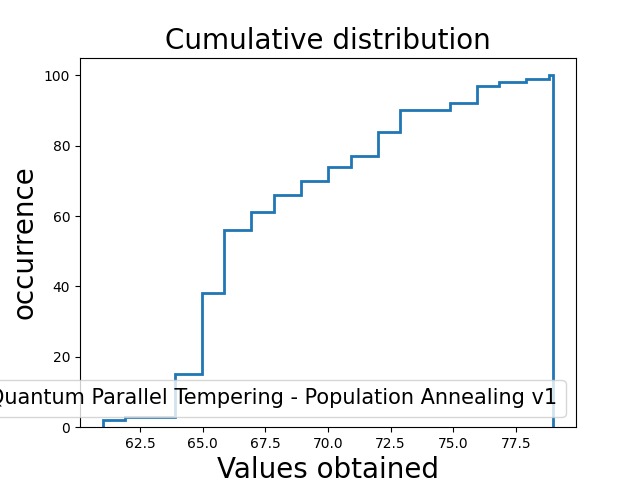 Cumulative distribution
occurrence
100
80
60
40
20
0
Quantum Parallel Tempering - Population Annealing v1
62.5 65.0 67.5 70.0 72.5 75.0 77.5
Values obtained